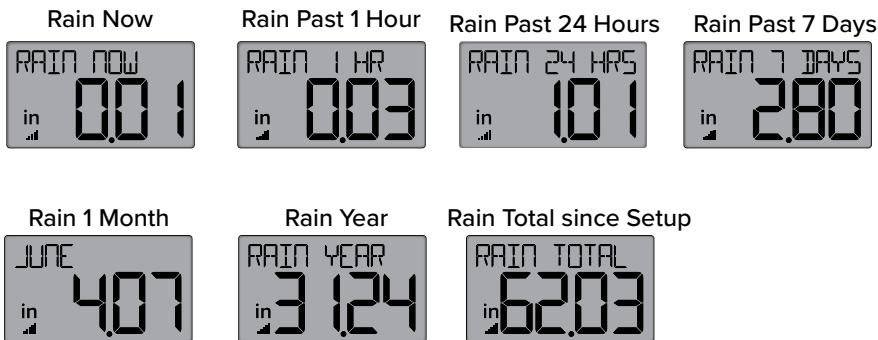 Rain Now
RAIN NOW
in 0.01
Rain Past 1 Hour
RAIN 1 HR
in 0.03
Rain Past 24 Hours
RAIN 24 HRS
in 1.01
Rain Past 7 Days
RAIN 7 DAYS
in 2.80
Rain 1 Month
JUNE
in 4.07
Rain Year
RAIN YEAR
in 31.24
Rain Total since Setup
RAIN TOTAL
in 62.03